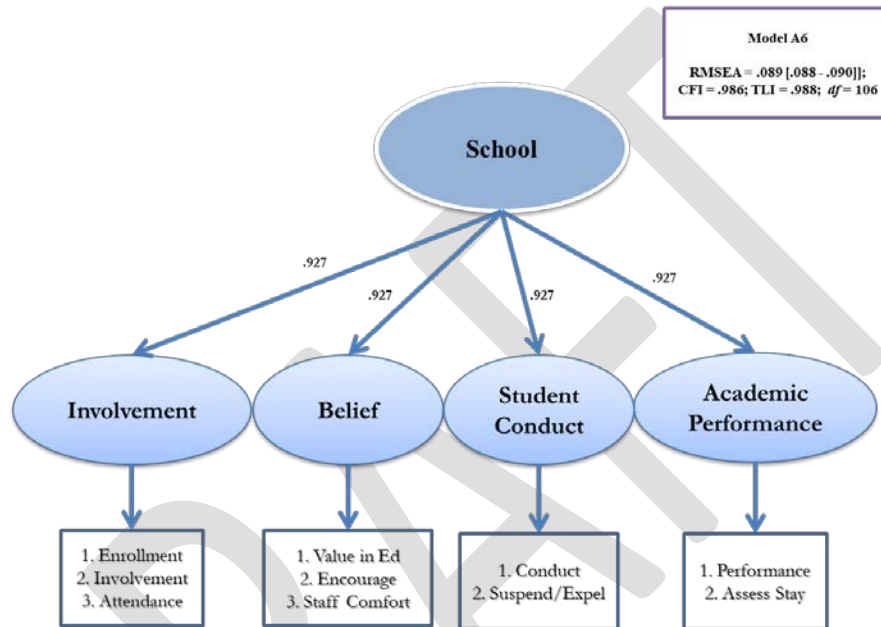 Model A6
RMSEA = .089 [.088 - .090]];
CFI = .986; TLI = .988; df = 106
School
.927
.927
.927
.927
Involvement
Belief
Student
Conduct
Academic
Performance
1. Enrollment
2. Involvement
3. Attendance
1. Value in Ed
2. Encourage
3. Staff Comfort
1. Conduct
2. Suspend/Expel
1. Performance
2. Assess Stay
DRAFT